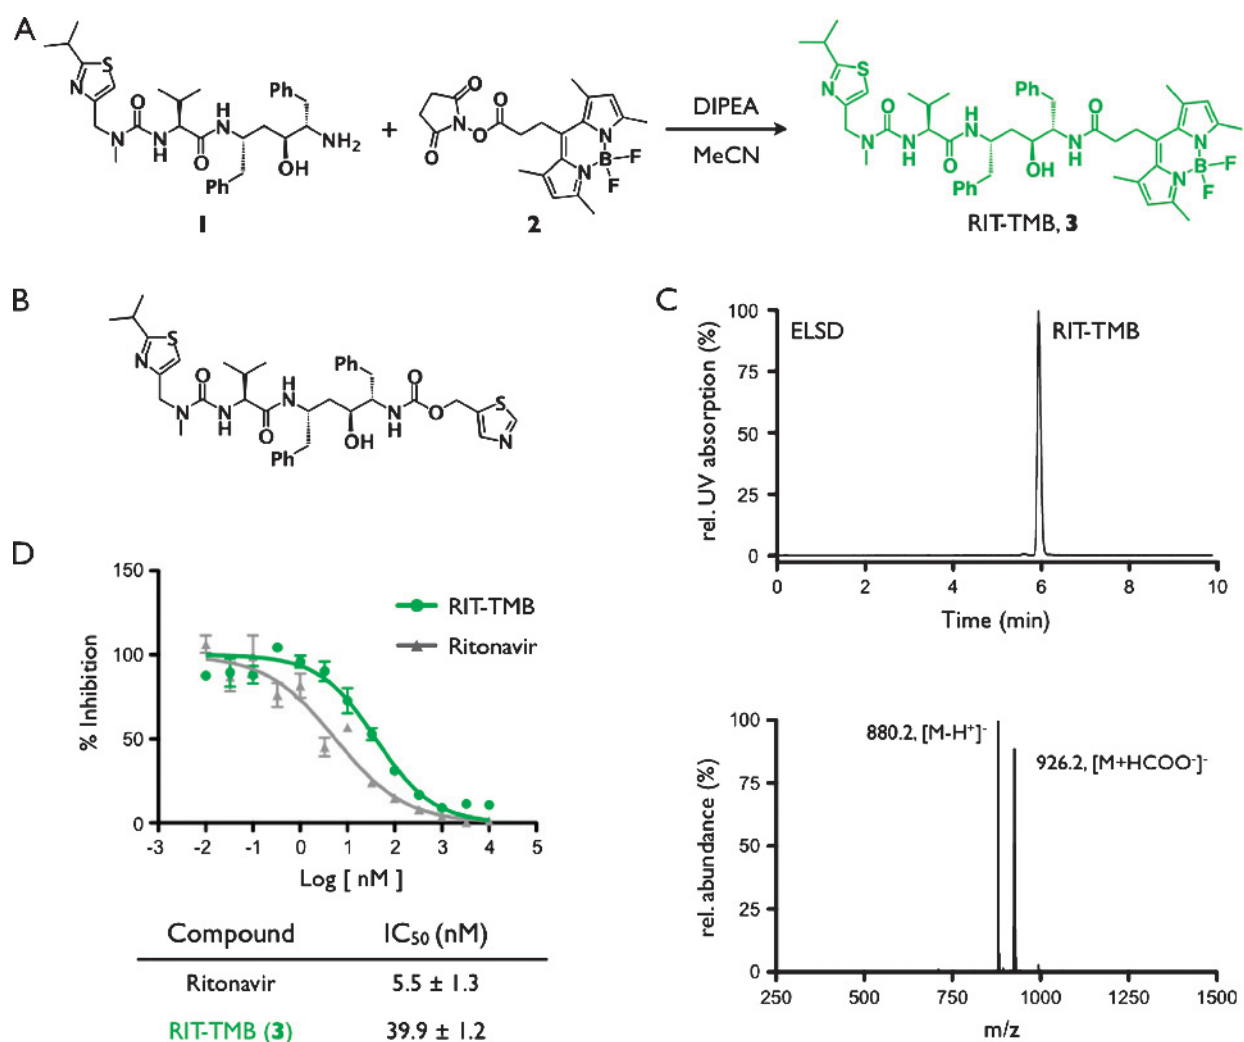 A
S
N
O
N
N
H
H
N
O
Ph
Ph
OH
NH2
1
+
O
N
O
O
O
N
B
N
F
F
2
DIPEA
MeCN
S
N
O
N
N
H
H
N
O
Ph
Ph
OH
N
H
O
N
B
N
F
F
RIT-TMB, 3
B
S
N
O
N
N
H
H
N
O
Ph
Ph
OH
N
H
O
O
S
N
C
ELSD
RIT-TMB
rel. UV absorption (%)
100
75
50
25
0
0 2 4 6 8 10
Time (min)
D
% Inhibition
150
100
50
0
-3 -2 -1 0 1 2 3 4 5
Log [ nM ]
RIT-TMB
Ritonavir
Compound IC50 (nM)
Ritonavir 5.5 ± 1.3
RIT-TMB (3) 39.9 ± 1.2
rel. abundance (%)
100
75
50
25
0
880.2, [M-H+]-
926.2, [M+HCOO-]-
250 500 750 1000 1250 1500
m/z